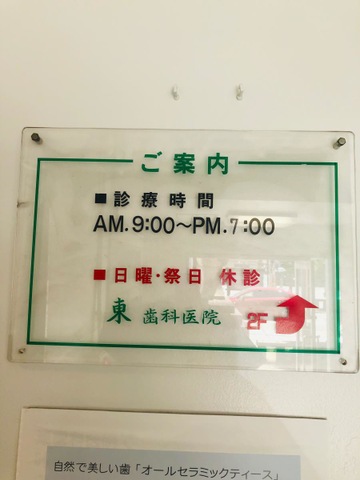 ご案内
■診療時間
AM.9:00～PM.7:00
■日曜・祭日 休診
東 歯科医院 2F
自然で美しい歯「オールセラミックティース」